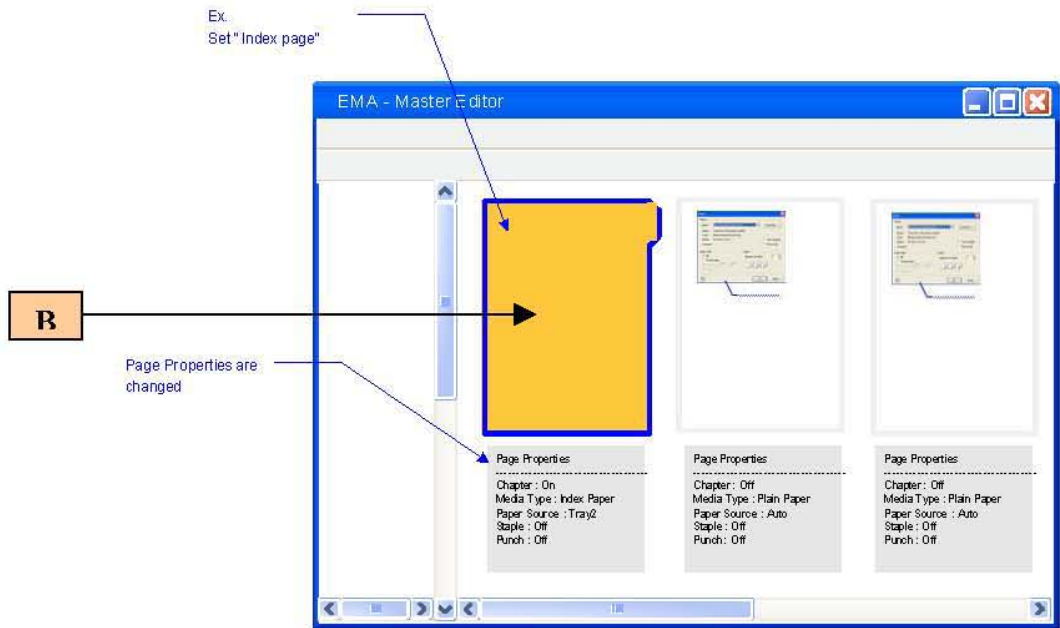 Ex.
Set "Index page"
EMA - Master Editor
B
Page Properties are
changed
Page Properties
Chapter : On
Media Type : Index Paper
Paper Source : Tray2
Staple : Off
Punch : Off
Page Properties
Chapter : Off
Media Type : Plain Paper
Paper Source : Auto
Staple : Off
Punch : Off
Page Properties
Chapter : Off
Media Type : Plain Paper
Paper Source : Auto
Staple : Off
Punch : Off